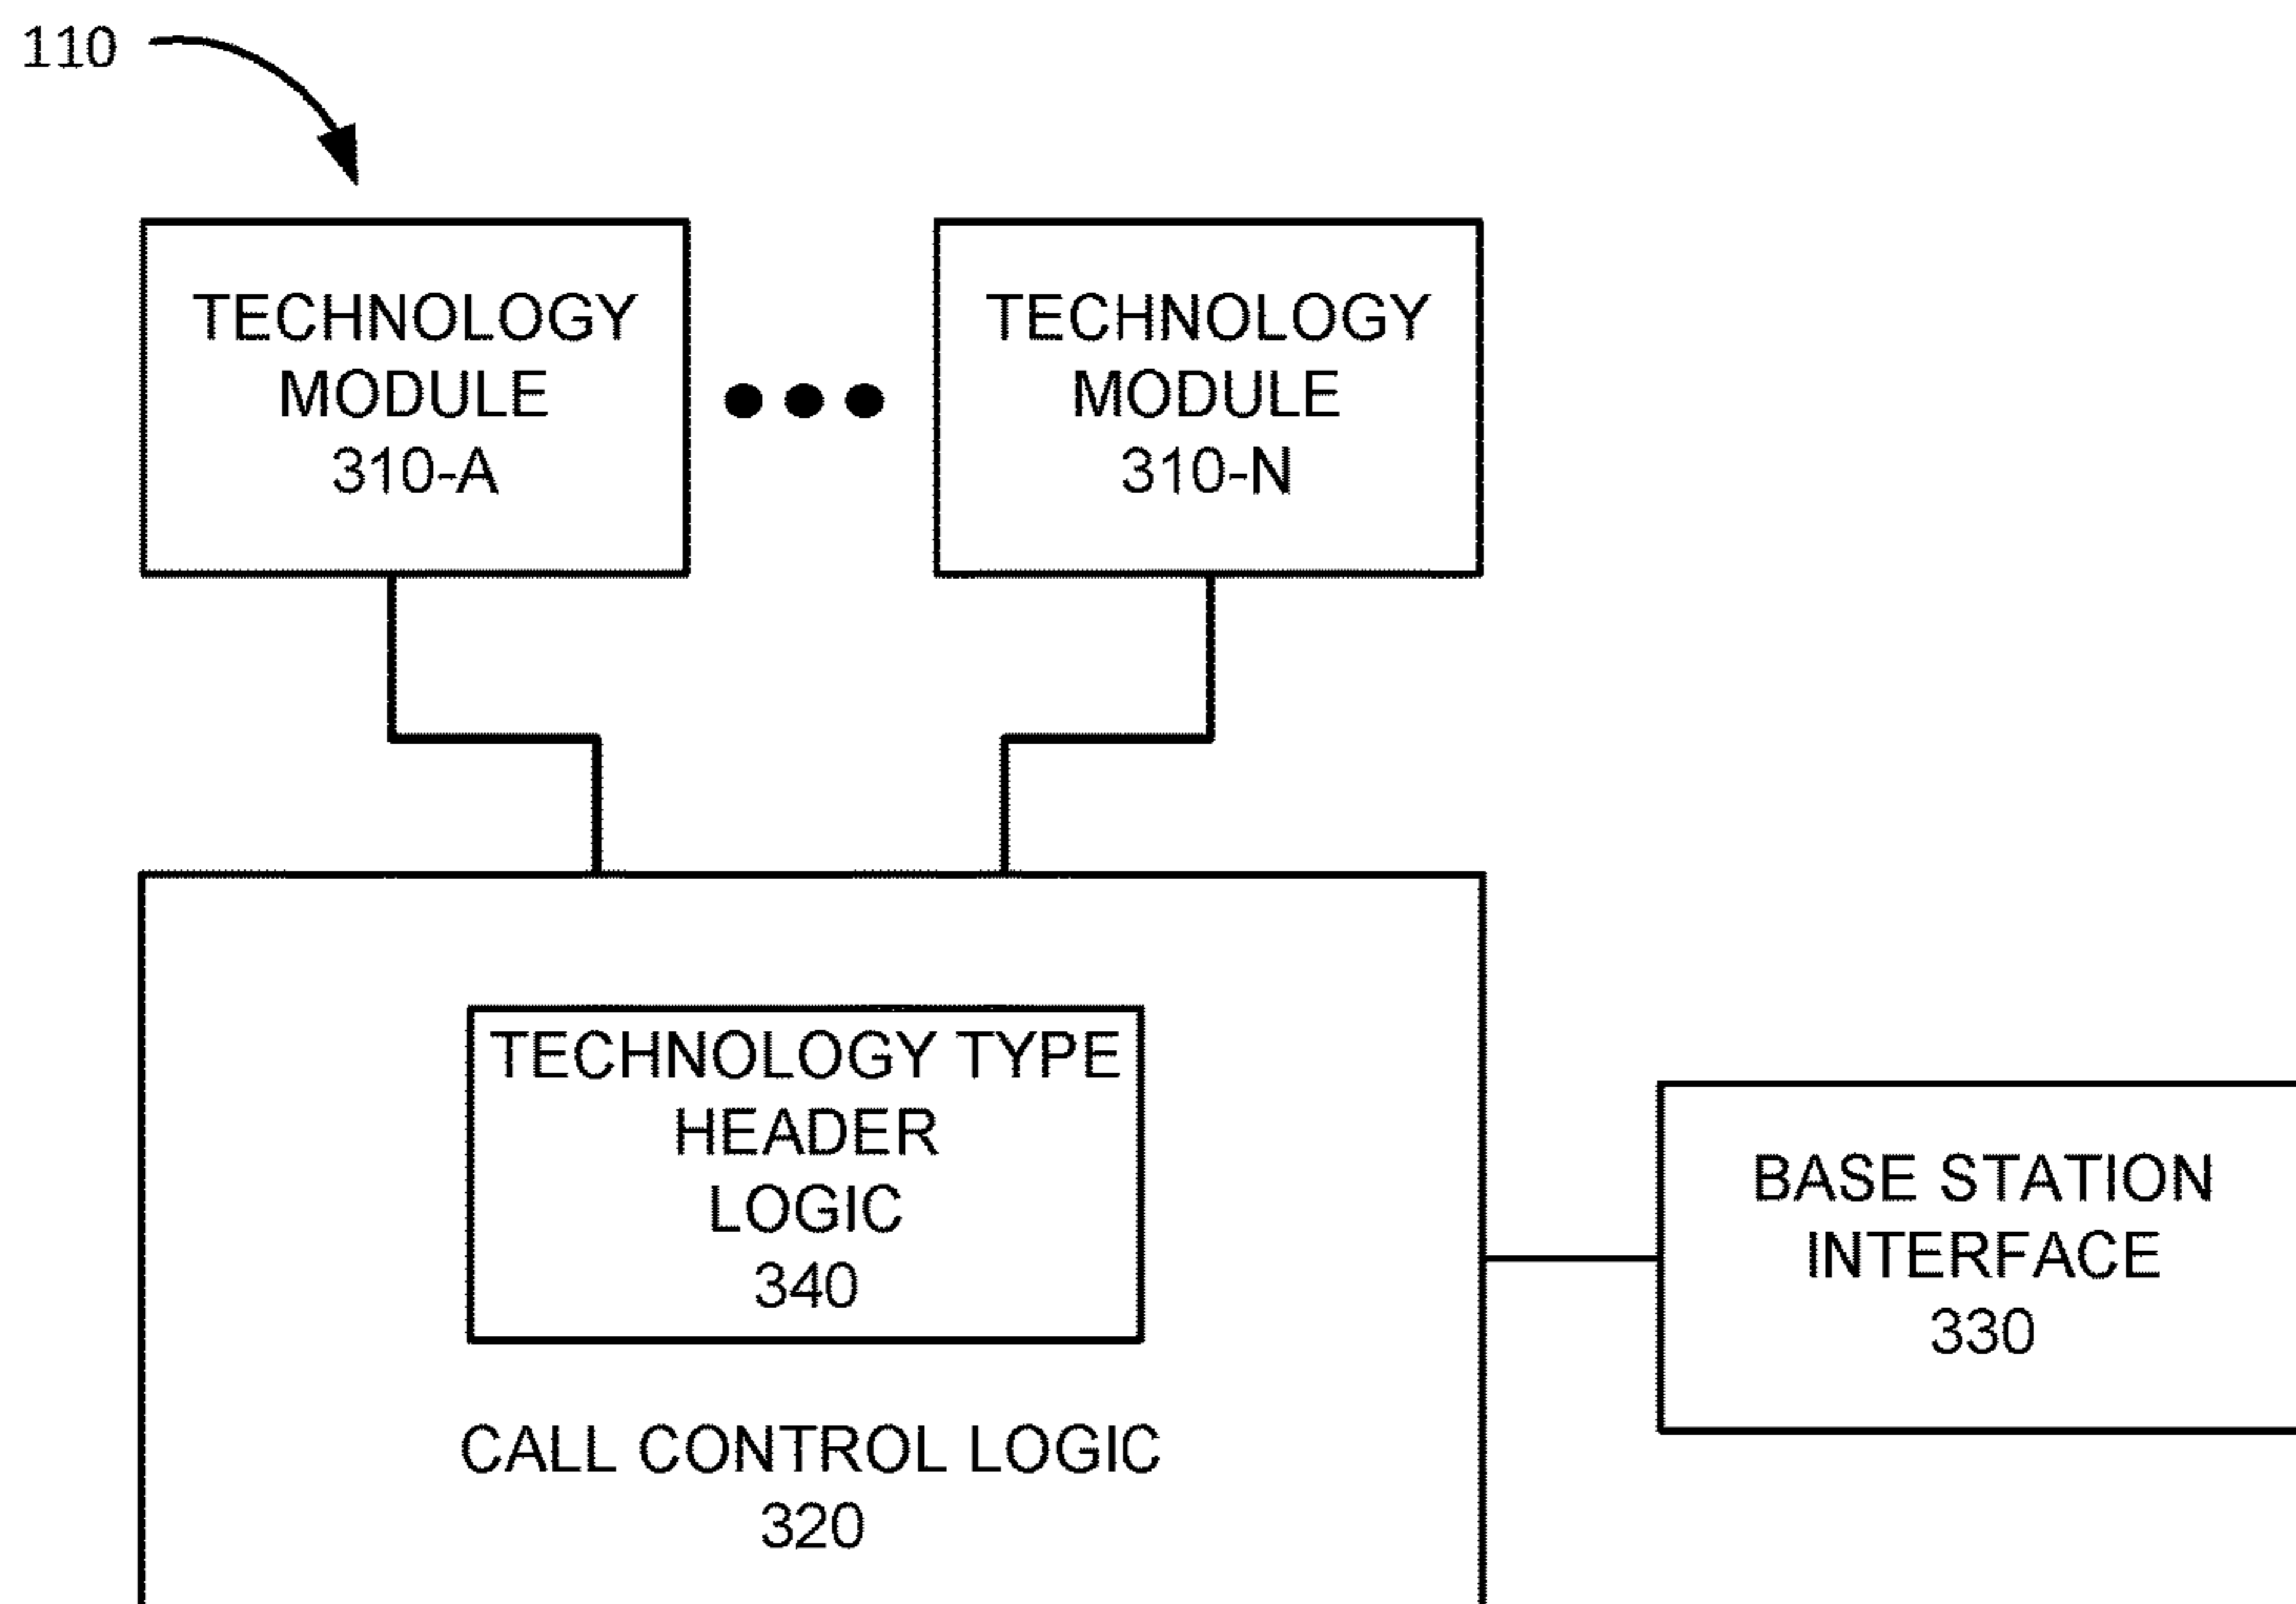 110
TECHNOLOGY
MODULE
310-A
TECHNOLOGY
MODULE
310-N
TECHNOLOGY TYPE
HEADER
LOGIC
340
CALL CONTROL LOGIC
320
BASE STATION
INTERFACE
330